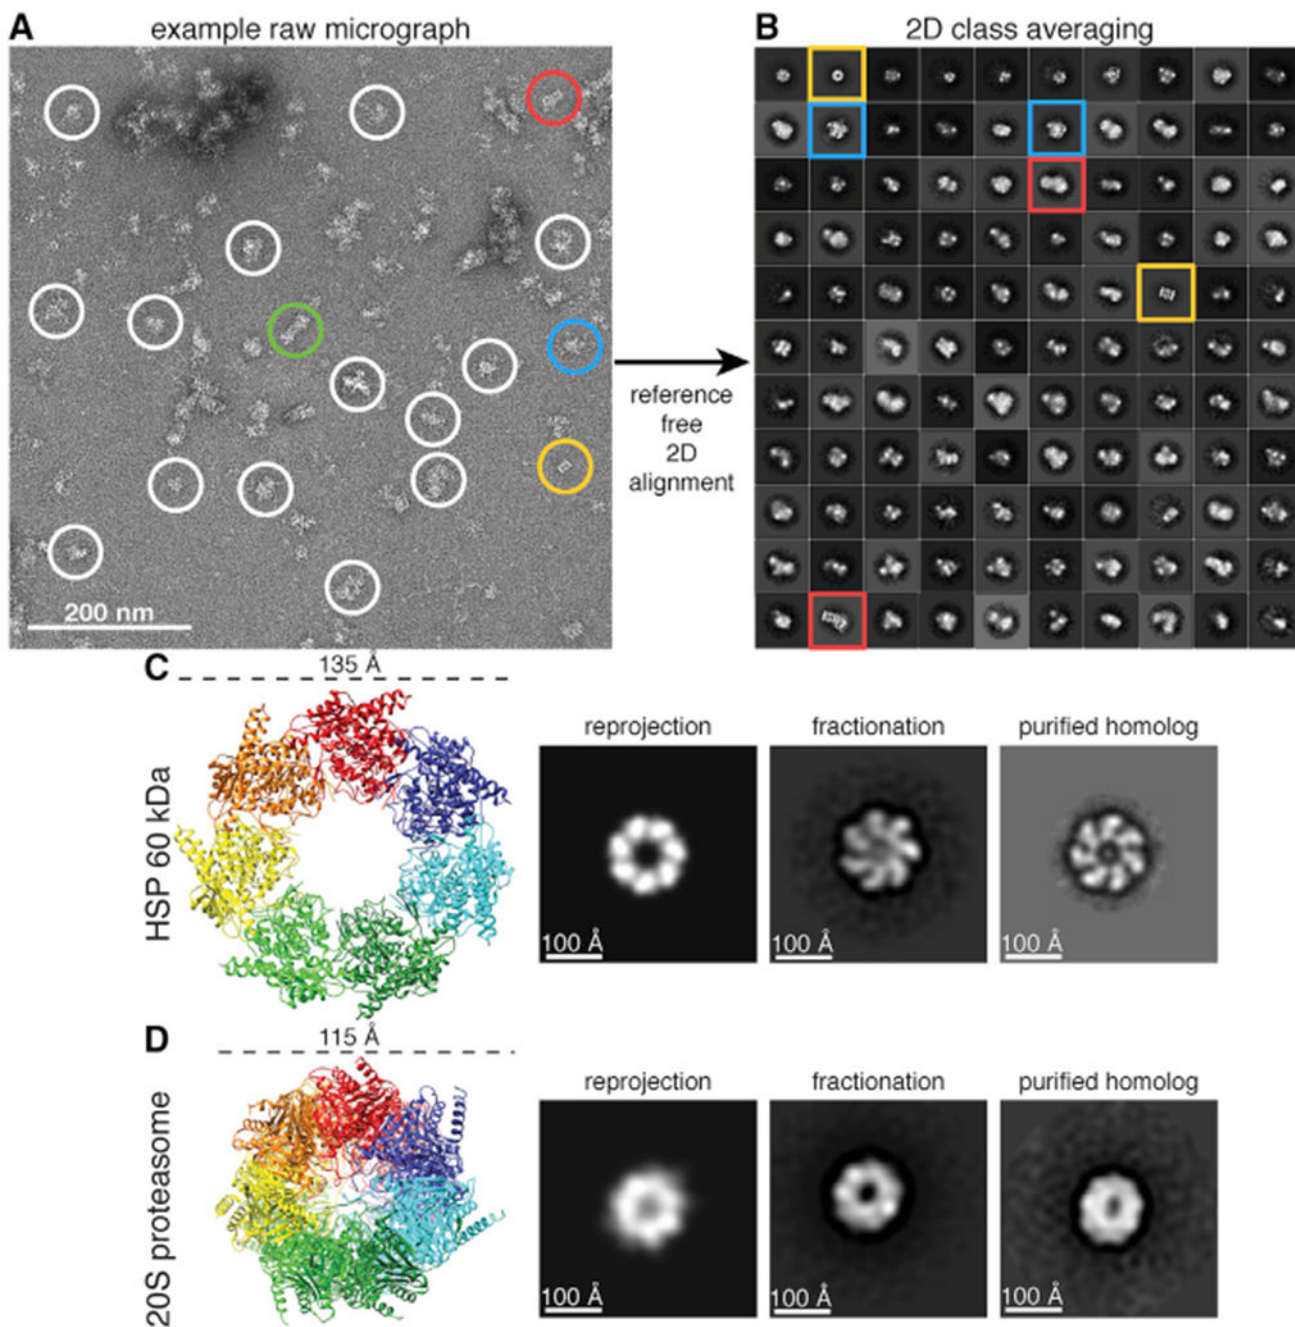 A
example raw micrograph
B
2D class averaging
200 nm
reference
free
2D
alignment
C
135 Å
HSP 60 kDa
reprojection
fractionation
purified homolog
100 Å
100 Å
100 Å
D
115 Å
20S proteasome
reprojection
fractionation
purified homolog
100 Å
100 Å
100 Å